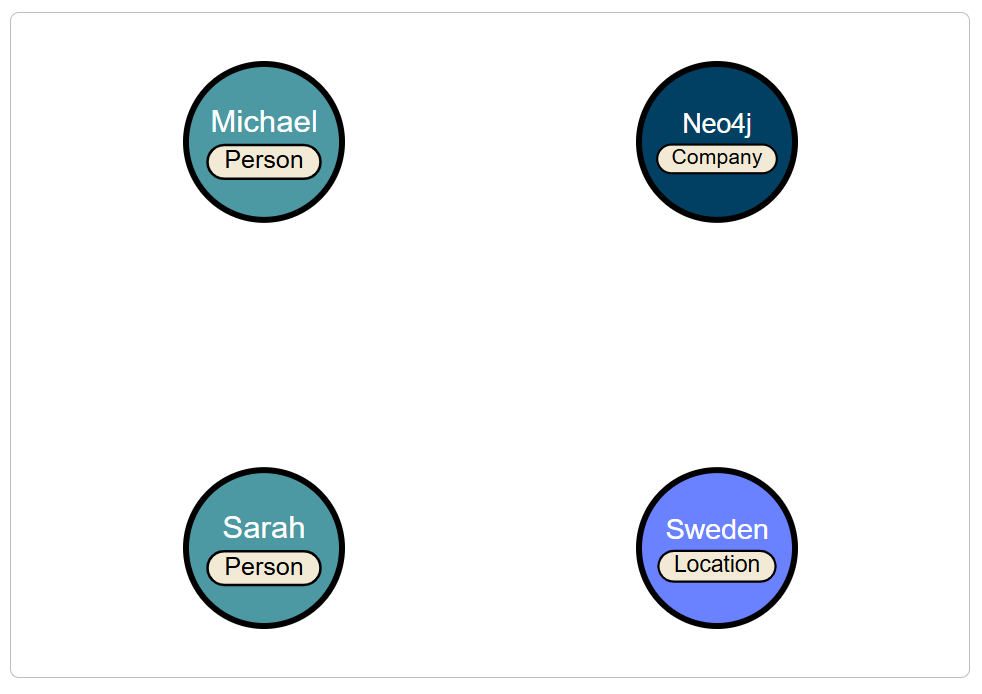 Michael
Person
Neo4j
Company
Sarah
Person
Sweden
Location